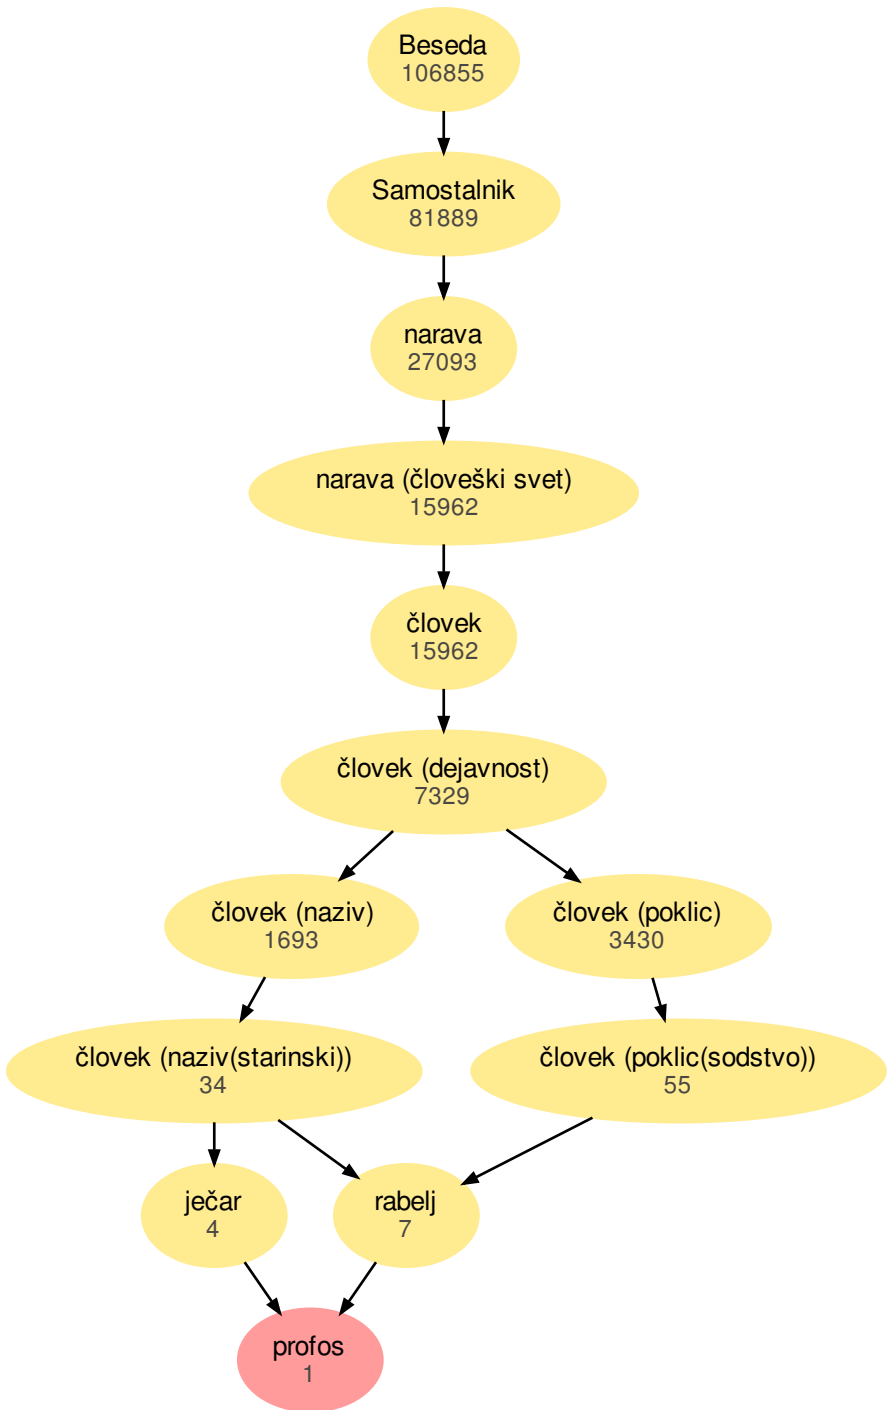 Beseda
106855
Samostalnik
81889
narava
27093
narava (človeški svet)
15962
človek
15962
človek (dejavnost)
7329
človek (naziv)
1693
človek (poklic)
3430
človek (naziv(starinski))
34
človek (poklic(sodstvo))
55
ječar
4
rabelj
7
profos
1